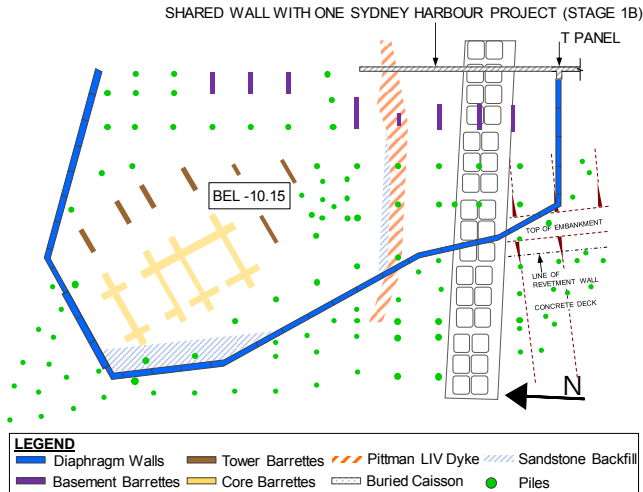 SHARED WALL WITH ONE SYDNEY HARBOUR PROJECT (STAGE 1B)
T PANEL
BEL -10.15
TOP OF EMBANKMENT
LINE OF
REVETMENT WALL
CONCRETE DECK
N
LEGEND
Diaphragm Walls
Tower Barrettes
Pittman LIV Dyke
Sandstone Backfill
Basement Barrettes
Core Barrettes
Buried Caisson
Piles